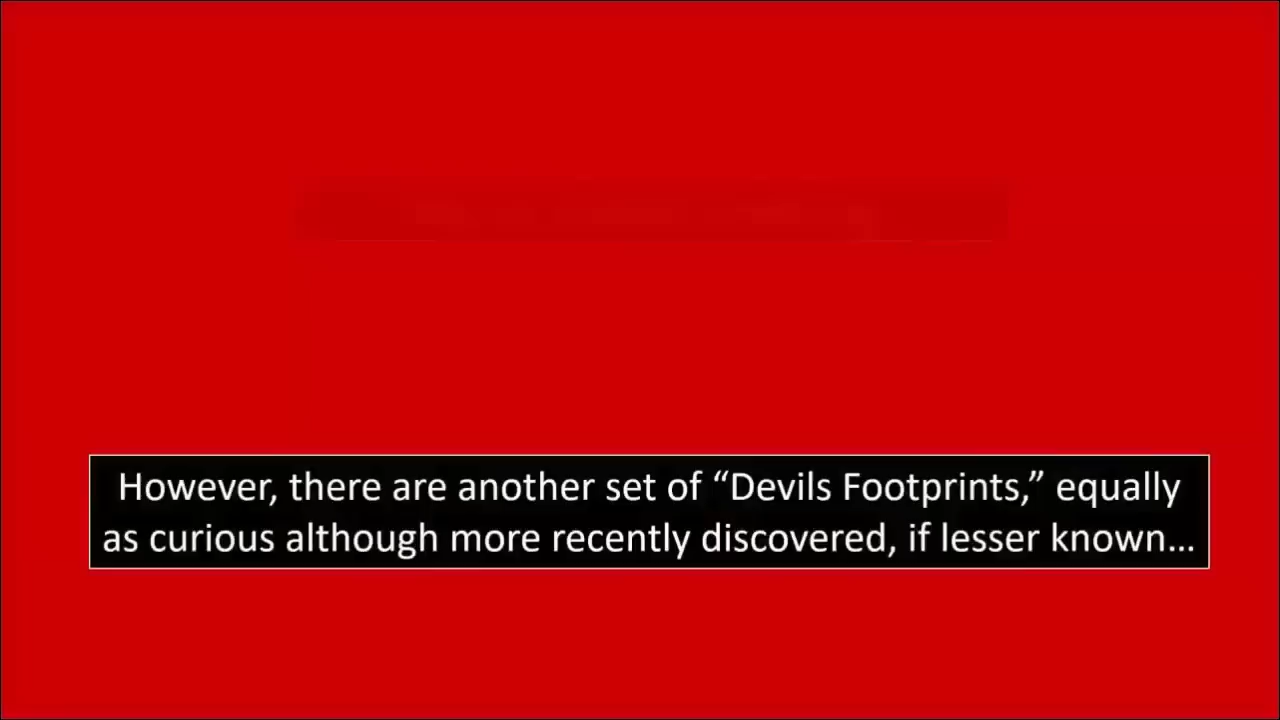 However, there are another set of “Devils Footprints,” equally
as curious although more recently discovered, if lesser known…